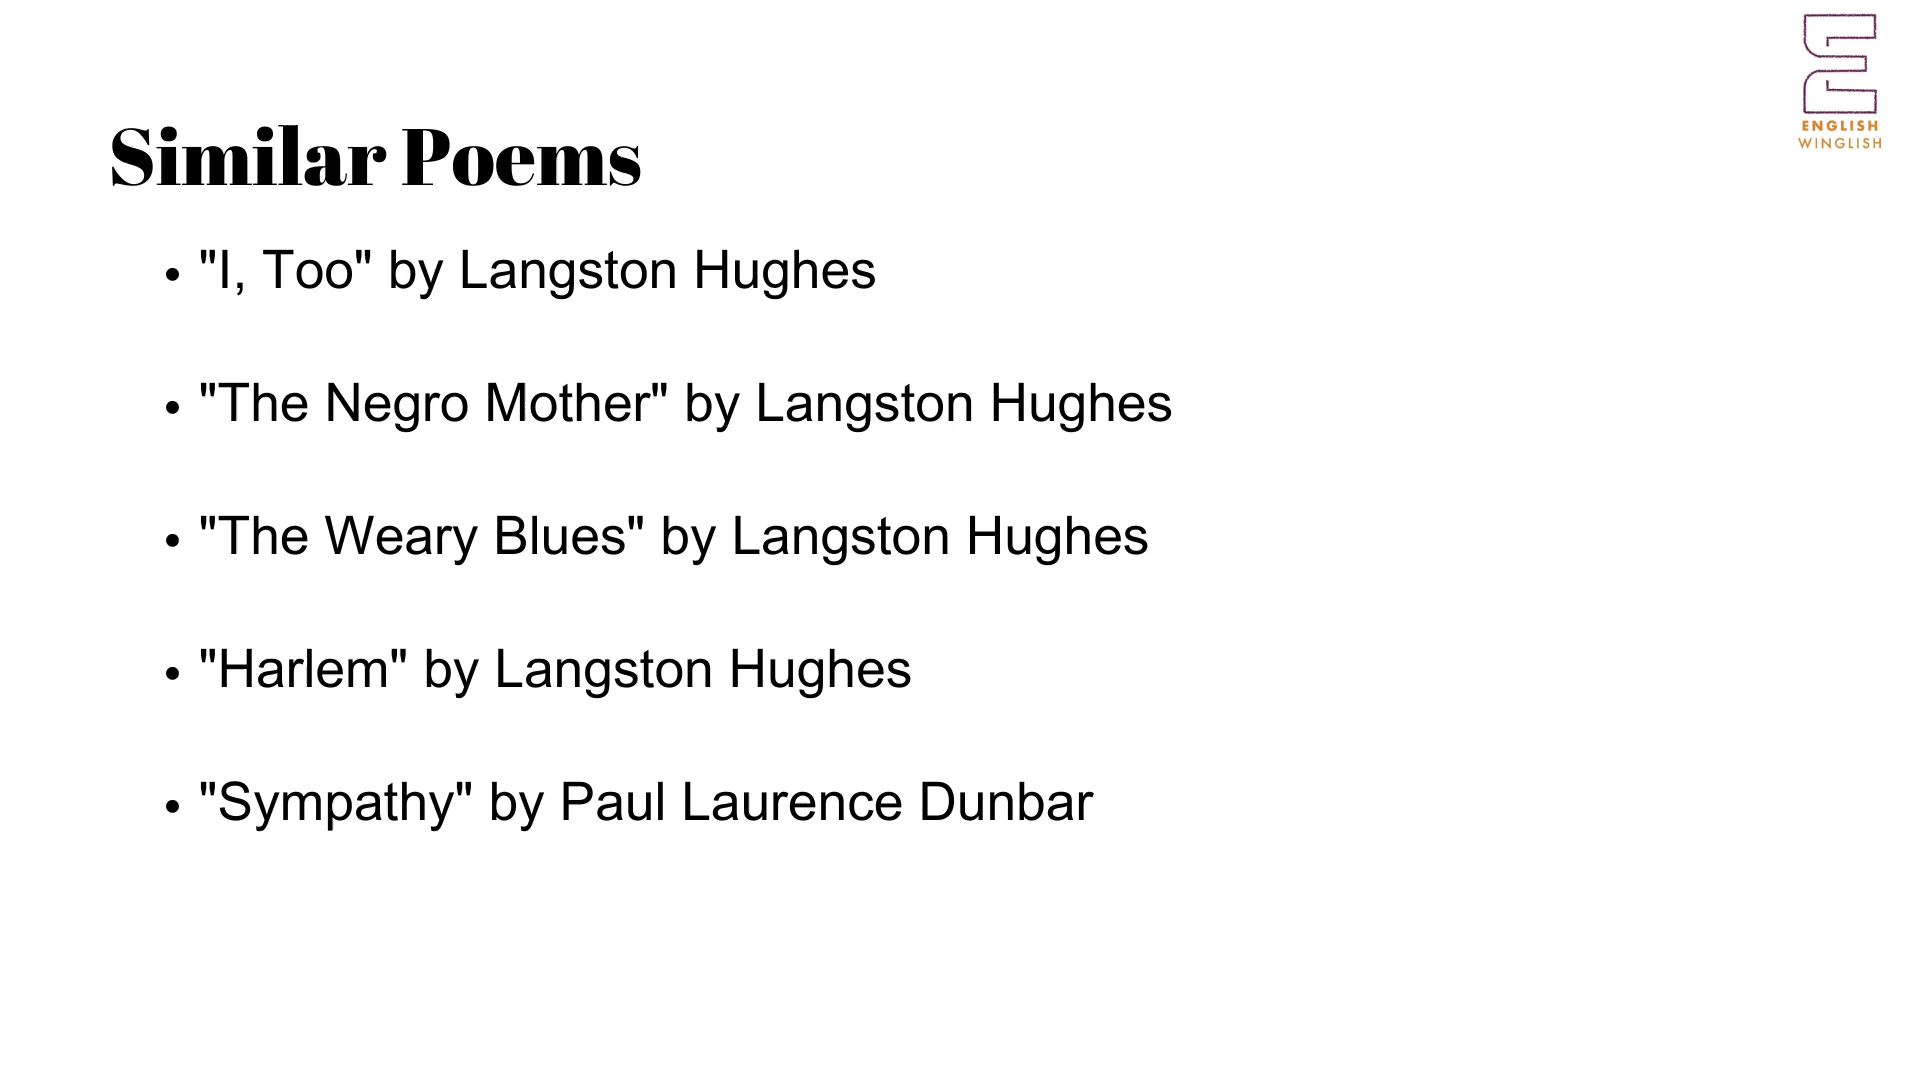 ENGLISH
WINGLISH
Similar Poems
• "I, Too" by Langston Hughes
• "The Negro Mother" by Langston Hughes
• "The Weary Blues" by Langston Hughes
• "Harlem" by Langston Hughes
• "Sympathy" by Paul Laurence Dunbar